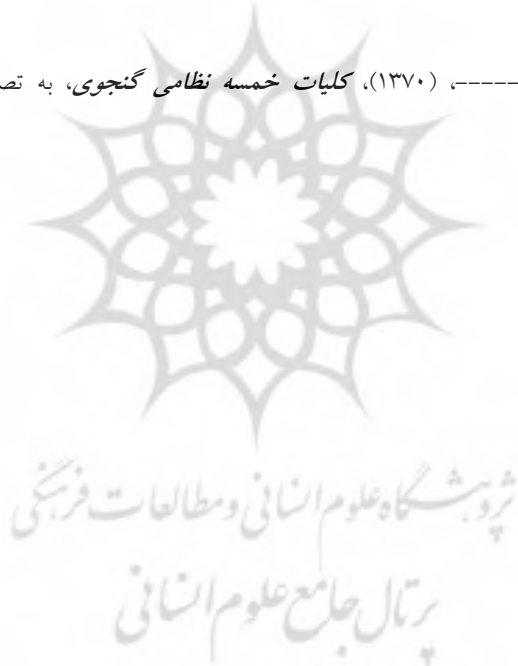 -----، (۱۳۷۰)، کلیات خمسه نظامی گنجوی، به تص
پژوهشگاه علوم انسانی و مطالعات فرهنگی
پرتال جامع علوم انسانی